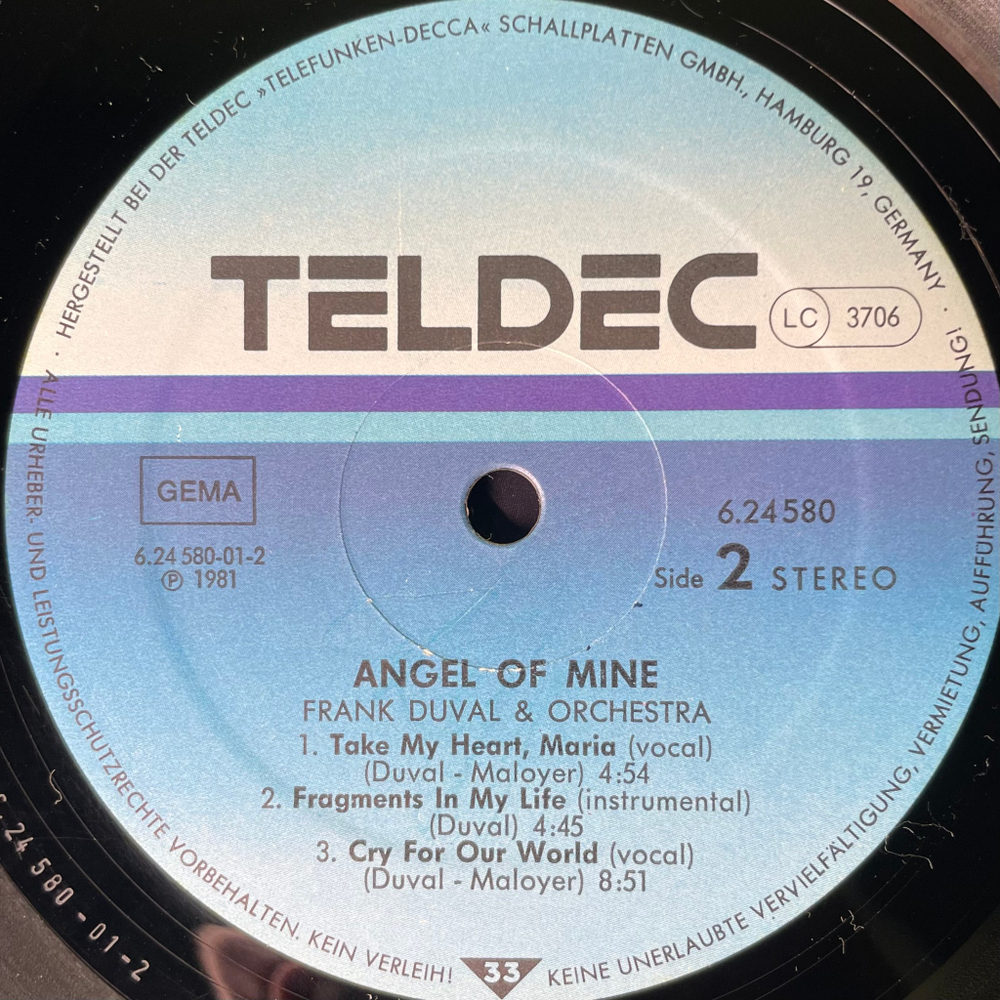 HERGESTELLT BEI DER TELDEC »TELEFUNKEN-DECCA« SCHALLPLATTEN GMBH., HAMBURG 19, GERMANY ·
TELDEC
LC 3706
GEMA
6.24 580-01-2
℗ 1981
6.24580
Side 2 STEREO
ANGEL OF MINE
FRANK DUVAL & ORCHESTRA
1. Take My Heart, Maria (vocal)
(Duval - Maloyer) 4:54
2. Fragments In My Life (instrumental)
(Duval) 4:45
3. Cry For Our World (vocal)
(Duval - Maloyer) 8:51
· ALLE URHEBER- UND LEISTUNGSSCHUTZRECHTE VORBEHALTEN. KEIN VERLEIH!
33
KEINE UNERLAUBTE VERVIELFÄLTIGUNG, VERMIETUNG, AUFFÜHRUNG, SENDUNG!
6.24 580-01-2